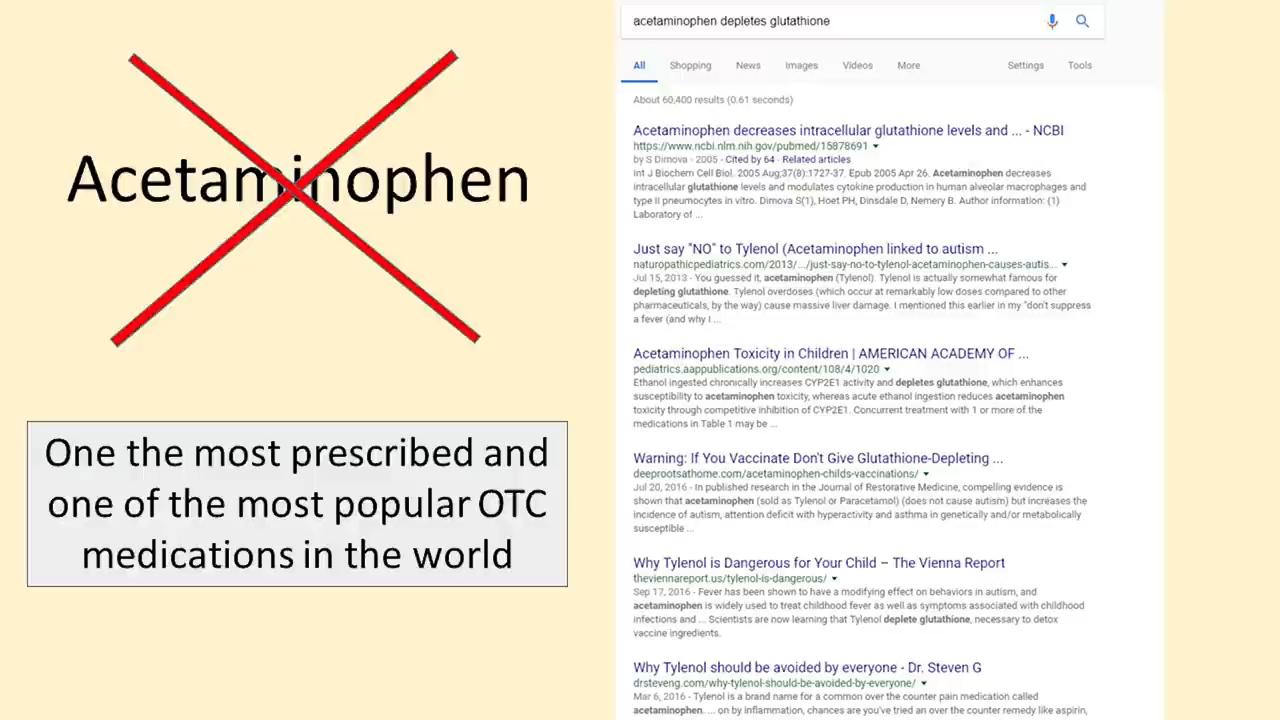 Acetaminophen
One the most prescribed and
one of the most popular OTC
medications in the world
acetaminophen depletes glutathione
All Shopping News Images Videos More Settings Tools
About 60,400 results (0.61 seconds)
Acetaminophen decreases intracellular glutathione levels and ... - NCBI
https://www.ncbi.nlm.nih.gov/pubmed/15878691
by S Dimova - 2005 - Cited by 64 - Related articles
Int J Biochem Cell Biol. 2005 Aug;37(8):1727-37. Epub 2005 Apr 26. Acetaminophen decreases
intracellular glutathione levels and modulates cytokine production in human alveolar macrophages and
type II pneumocytes in vitro. Dimova S(1), Hoet PH, Dinsdale D, Nemery B. Author information: (1)
Laboratory of ...
Just say "NO" to Tylenol (Acetaminophen linked to autism ...
naturopathicpediatrics.com/2013/.../just-say-no-to-tylenol-acetaminophen-causes-autis...
Jul 15, 2013 - You guessed it, acetaminophen (Tylenol). Tylenol is actually somewhat famous for
depleting glutathione. Tylenol overdoses (which occur at remarkably low doses compared to other
pharmaceuticals, by the way) cause massive liver damage. I mentioned this earlier in my "don't suppress
a fever (and why I ...
Acetaminophen Toxicity in Children | AMERICAN ACADEMY OF ...
pediatrics.aappublications.org/content/108/4/1020
Ethanol ingested chronically increases CYP2E1 activity and depletes glutathione, which enhances
susceptibility to acetaminophen toxicity, whereas acute ethanol ingestion reduces acetaminophen
toxicity through competitive inhibition of CYP2E1. Concurrent treatment with 1 or more of the
medications in Table 1 may be ...
Warning: If You Vaccinate Don't Give Glutathione-Depleting ...
deeprootsathome.com/acetaminophen-childs-vaccinations/
Jul 20, 2016 - In published research in the Journal of Restorative Medicine, compelling evidence is
shown that acetaminophen (sold as Tylenol or Paracetamol) (does not cause autism) but increases the
incidence of autism, attention deficit with hyperactivity and asthma in genetically and/or metabolically
susceptible ...
Why Tylenol is Dangerous for Your Child – The Vienna Report
theviennareport.us/tylenol-is-dangerous/
Sep 17, 2016 - Fever has been shown to have a modifying effect on behaviors in autism, and
acetaminophen is widely used to treat childhood fever as well as symptoms associated with childhood
infections and ... Scientists are now learning that Tylenol deplete glutathione, necessary to detox
vaccine ingredients.
Why Tylenol should be avoided by everyone - Dr. Steven G
drsteveng.com/why-tylenol-should-be-avoided-by-everyone/
Mar 6, 2016 - Tylenol is a brand name for a common over the counter pain medication called
acetaminophen. ... on by inflammation, chances are you've tried an over the counter remedy like aspirin,